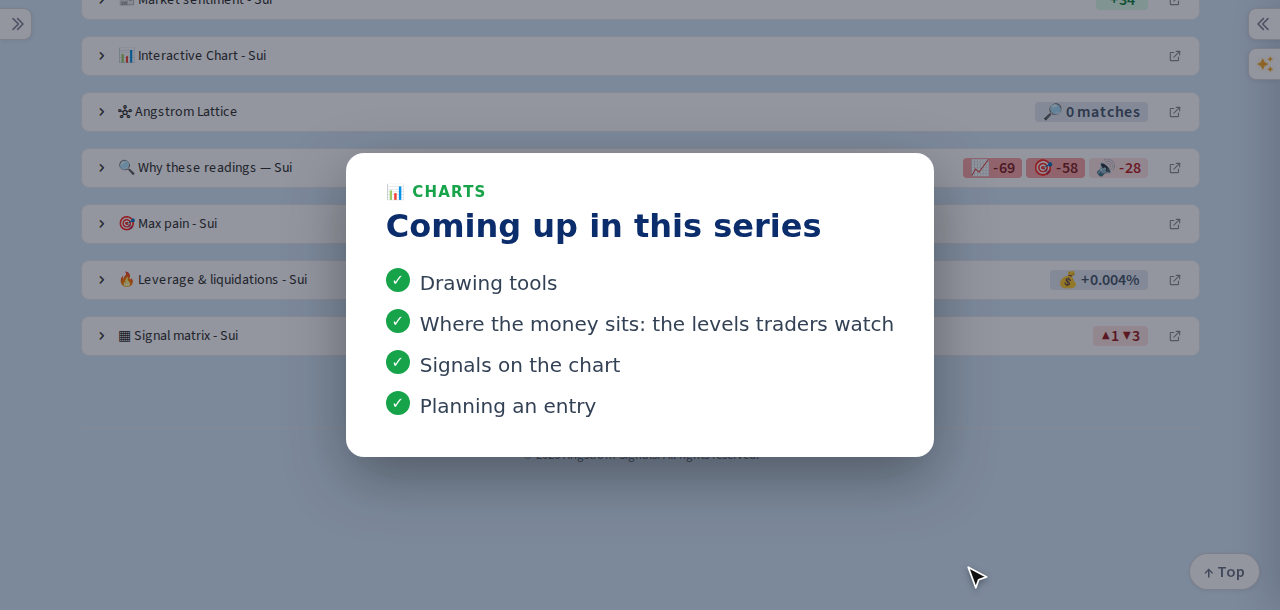 Market sentiment - Sui
+34
Interactive Chart - Sui
Angstrom Lattice
0 matches
Why these readings — Sui
-69
-58
-28
Max pain - Sui
Leverage & liquidations - Sui
+0.004%
Signal matrix - Sui
▲1 ▼3
CHARTS
Coming up in this series
Drawing tools
Where the money sits: the levels traders watch
Signals on the chart
Planning an entry
↑ Top